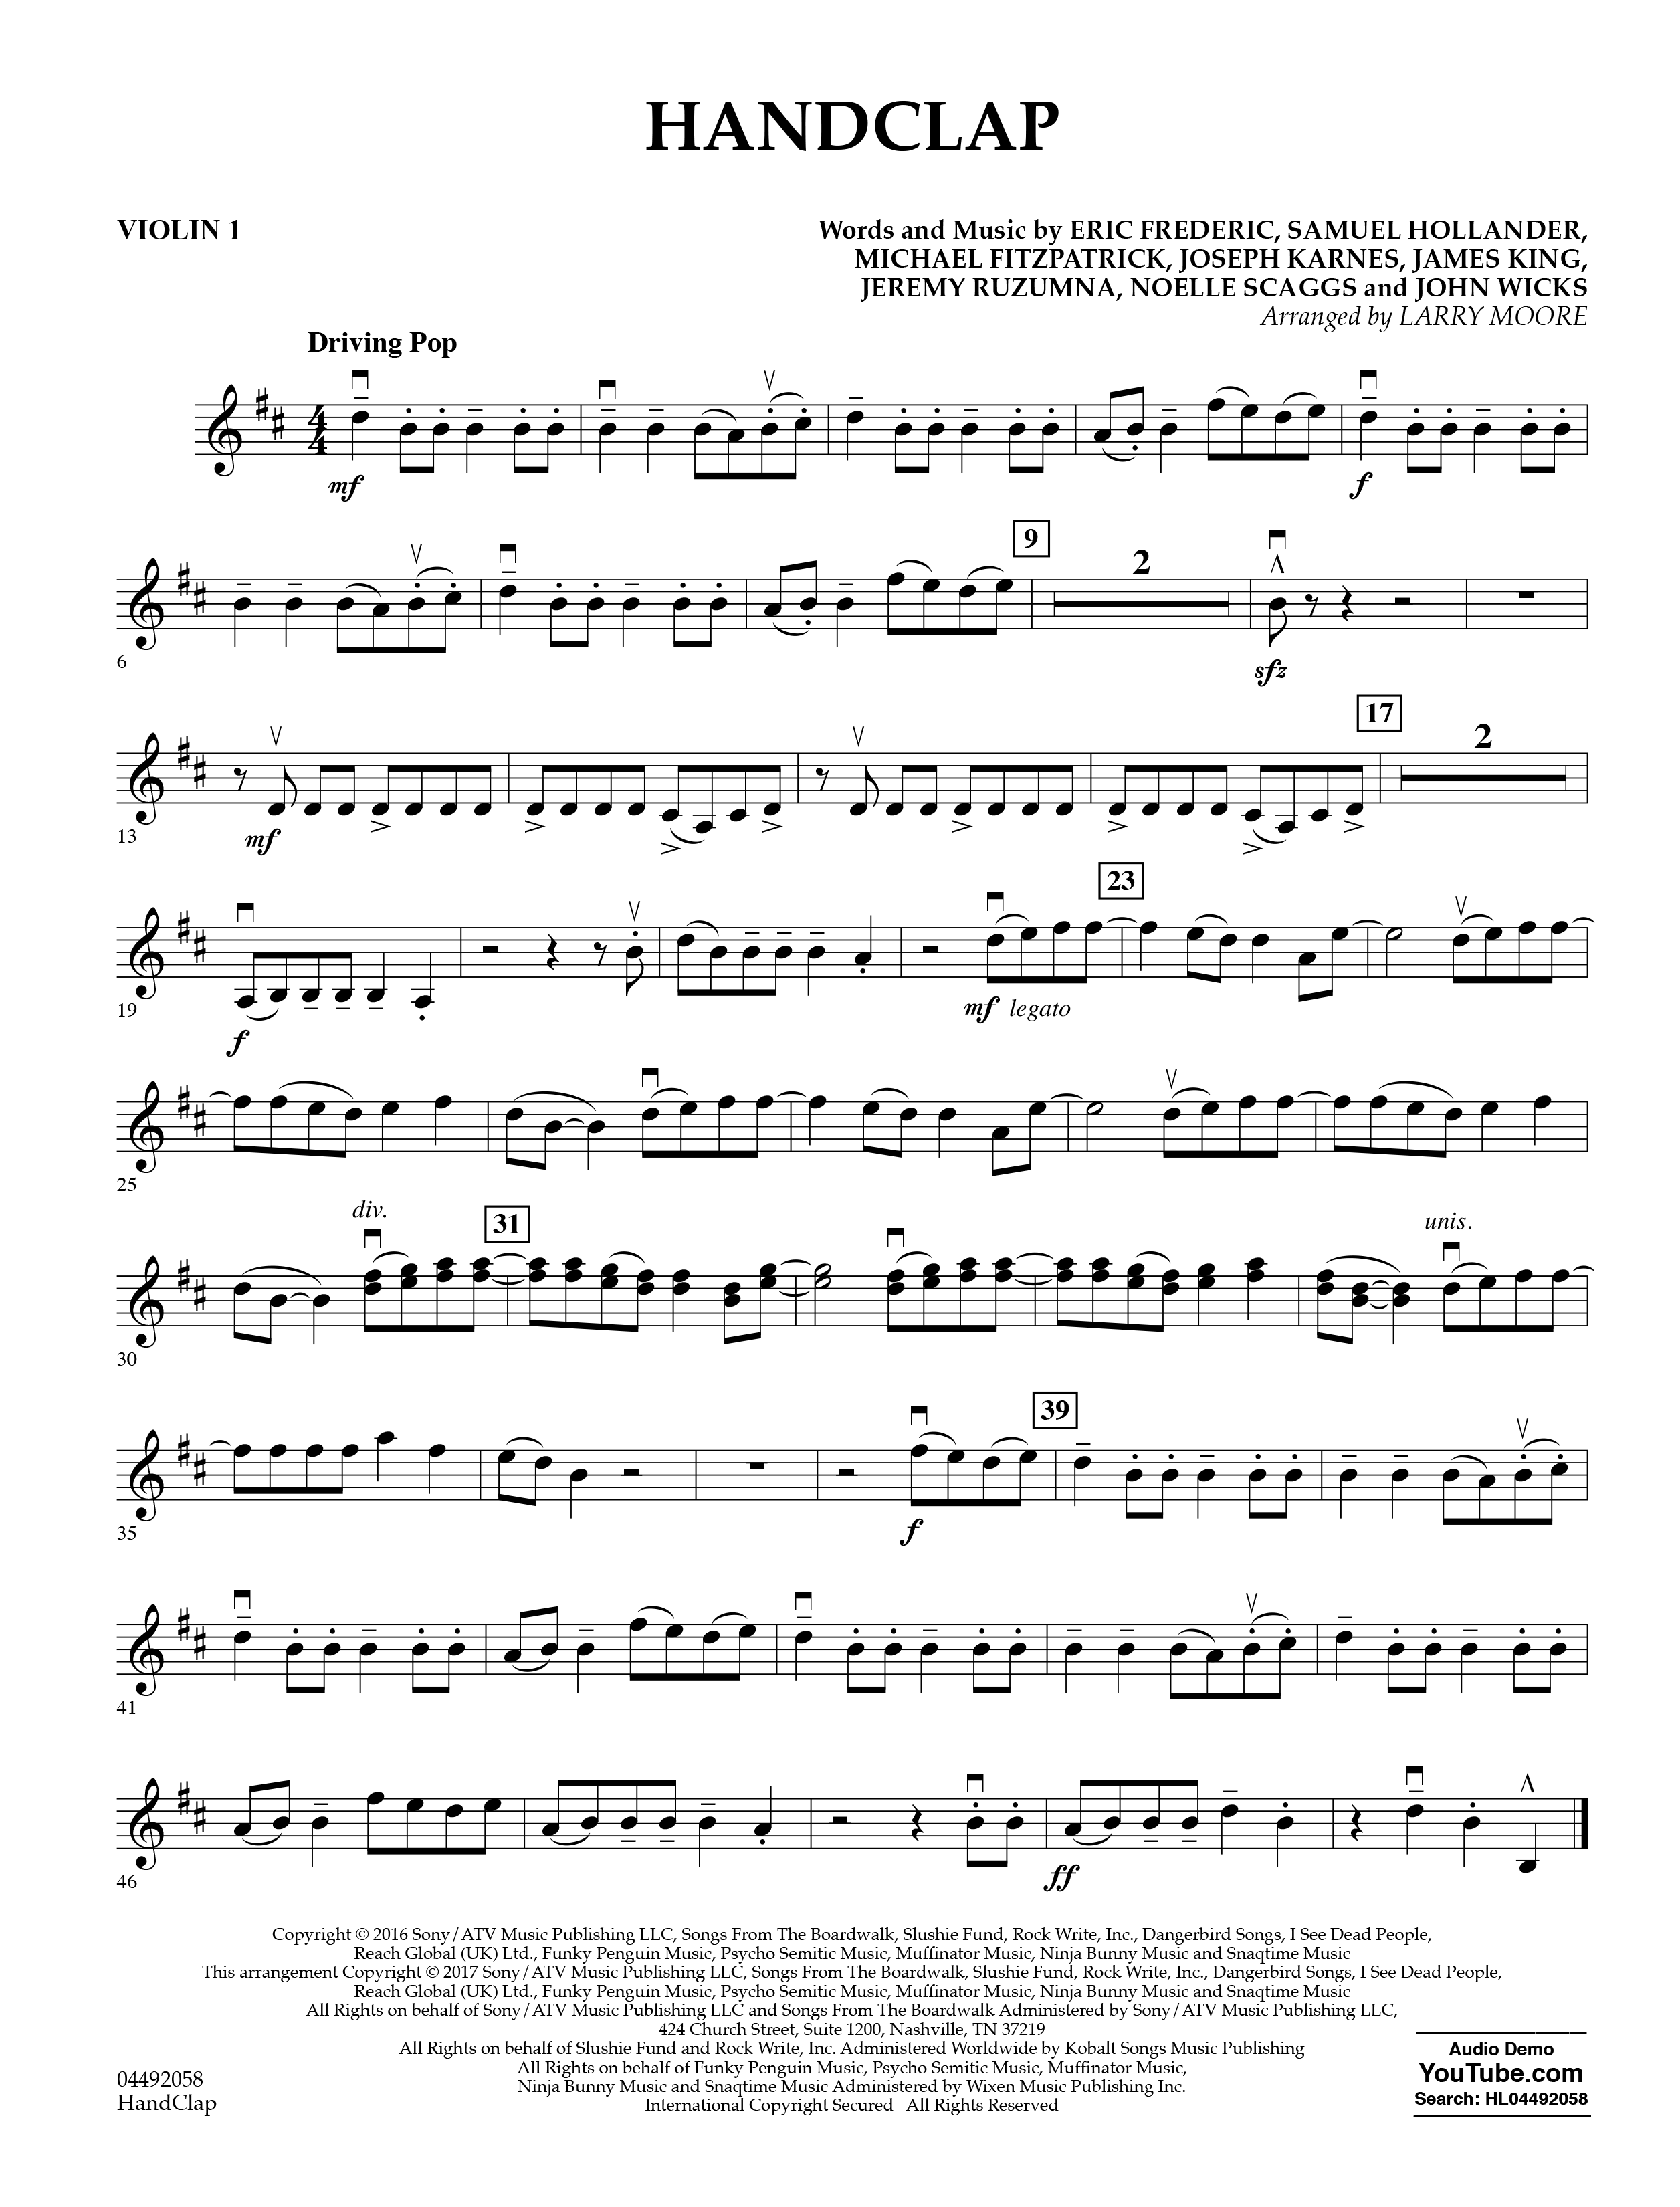 HANDCLAP
VIOLIN 1
Words and Music by ERIC FREDERIC, SAMUEL HOLLANDER,
MICHAEL FITZPATRICK, JOSEPH KARNES, JAMES KING,
JEREMY RUZUMNA, NOELLE SCAGGS and JOHN WICKS
Arranged by LARRY MOORE
Driving Pop
4
4
mf
f
9
2
6
sfz
17
2
13
mf
23
19
f
mf legato
25
div.
31
unis.
30
39
35
f
41
46
ff
Copyright © 2016 Sony/ATV Music Publishing LLC, Songs From The Boardwalk, Slushie Fund, Rock Write, Inc., Dangerbird Songs, I See Dead People,
Reach Global (UK) Ltd., Funky Penguin Music, Psycho Semitic Music, Muffinator Music, Ninja Bunny Music and Snaqtime Music
This arrangement Copyright © 2017 Sony/ATV Music Publishing LLC, Songs From The Boardwalk, Slushie Fund, Rock Write, Inc., Dangerbird Songs, I See Dead People,
Reach Global (UK) Ltd., Funky Penguin Music, Psycho Semitic Music, Muffinator Music, Ninja Bunny Music and Snaqtime Music
All Rights on behalf of Sony/ATV Music Publishing LLC and Songs From The Boardwalk Administered by Sony/ATV Music Publishing LLC,
424 Church Street, Suite 1200, Nashville, TN 37219
All Rights on behalf of Slushie Fund and Rock Write, Inc. Administered Worldwide by Kobalt Songs Music Publishing
All Rights on behalf of Funky Penguin Music, Psycho Semitic Music, Muffinator Music,
Ninja Bunny Music and Snaqtime Music Administered by Wixen Music Publishing Inc.
International Copyright Secured All Rights Reserved
04492058
HandClap
Audio Demo
YouTube.com
Search: HL04492058